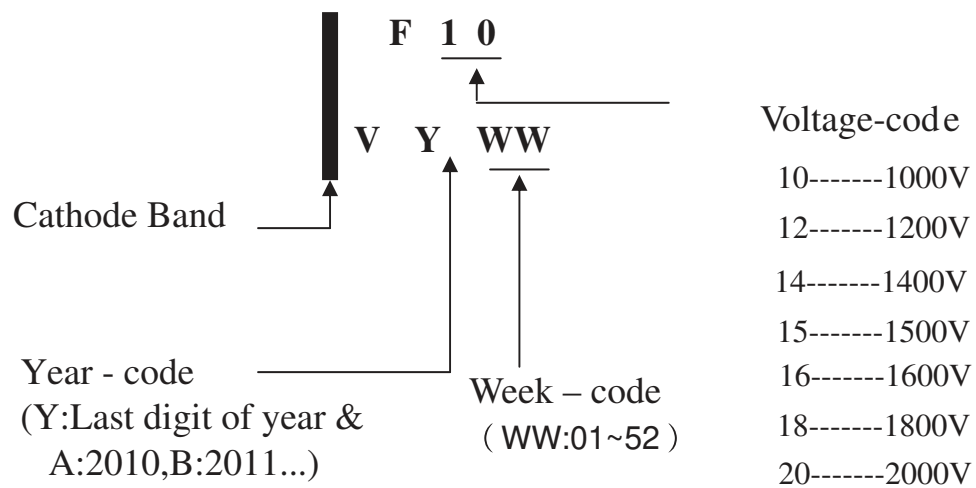 F 1 0
V Y WW
Cathode Band
Year - code
(Y:Last digit of year &
A:2010,B:2011...)
Week – code
（WW:01~52）
Voltage-code
10-------1000V
12-------1200V
14-------1400V
15-------1500V
16-------1600V
18-------1800V
20-------2000V